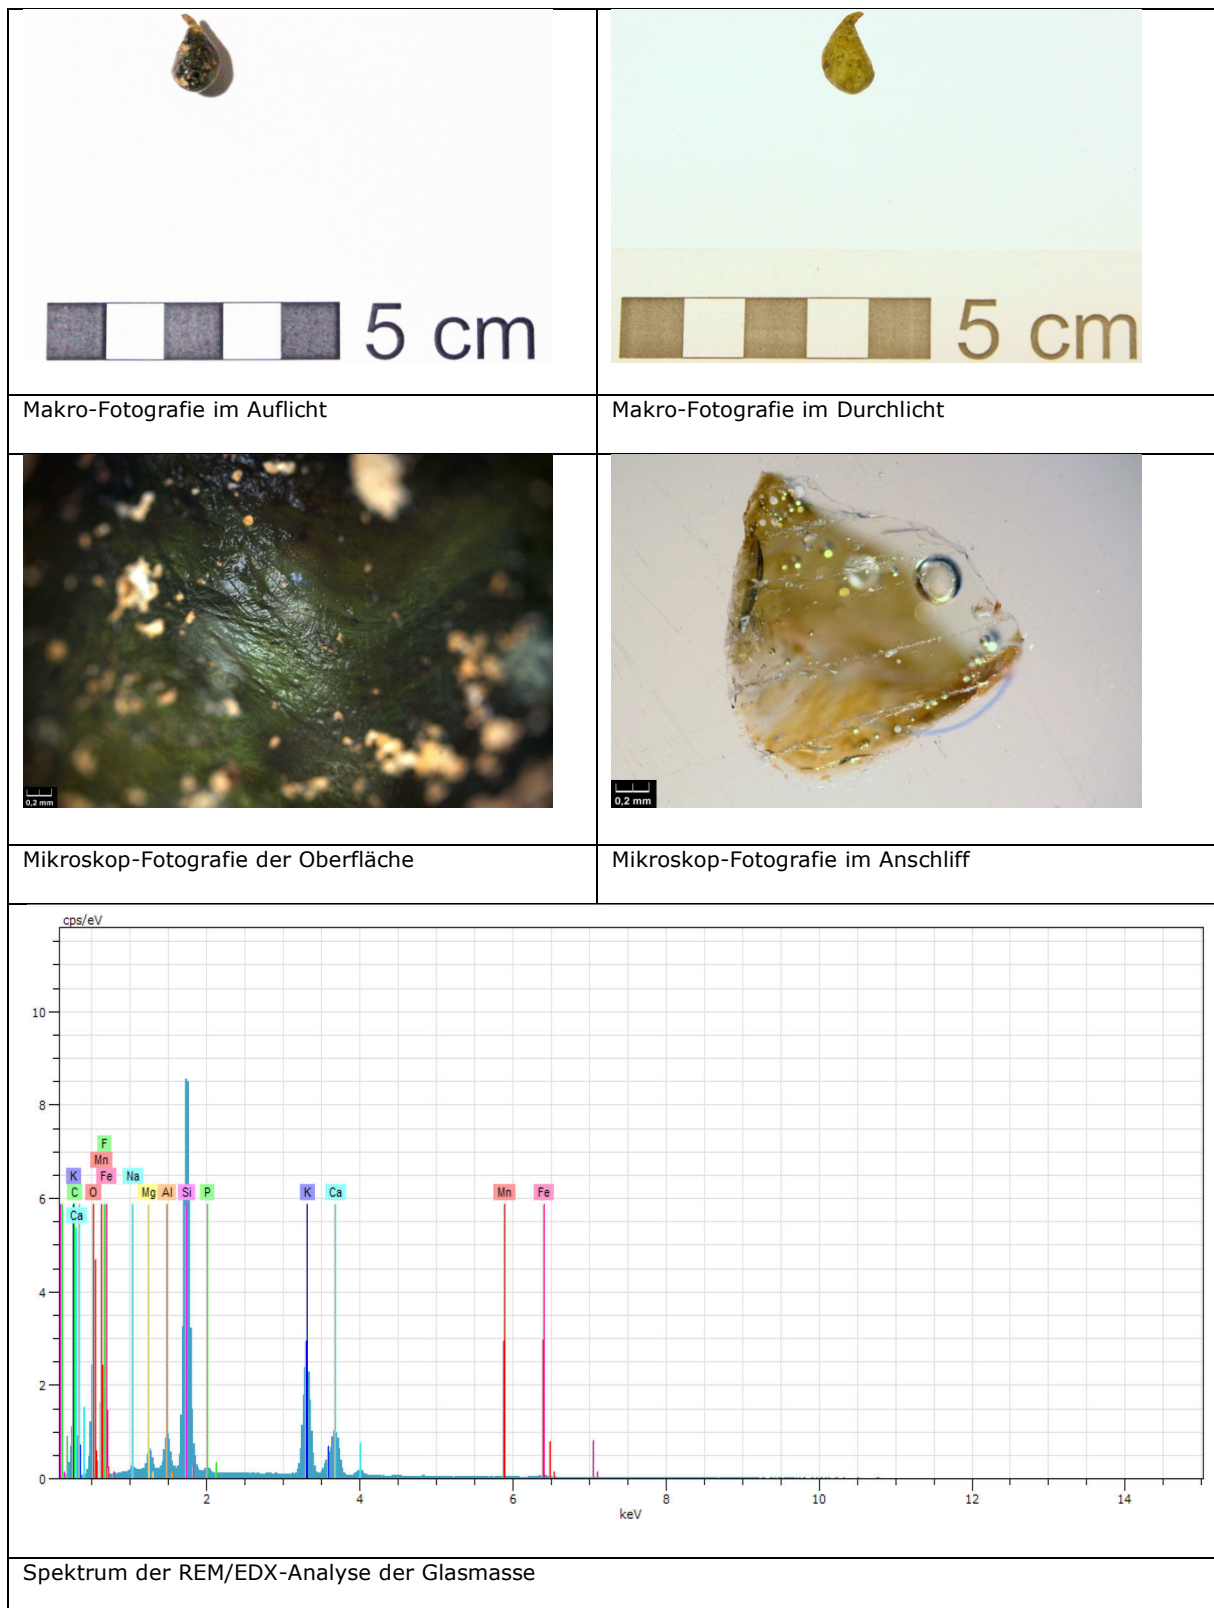 5 cm
5 cm
Makro-Fotografie im Auflicht
Makro-Fotografie im Durchlicht
0,2 mm
0,2 mm
Mikroskop-Fotografie der Oberfläche
Mikroskop-Fotografie im Anschliff
cps/eV
10
8
6
4
2
0
F
Mn
K Fe Na
C O Mg Al Si P K Ca Mn Fe
Ca
2 4 6 8 10 12 14
keV
Spektrum der REM/EDX-Analyse der Glasmasse